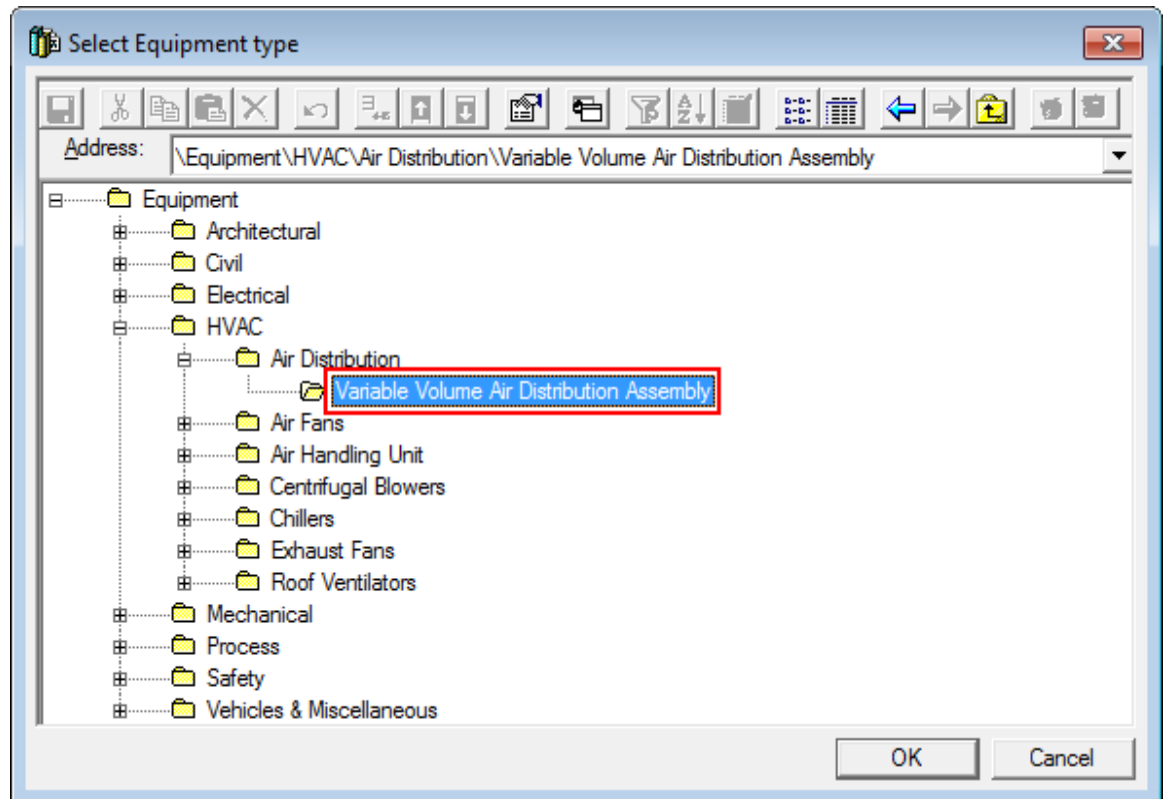 Select Equipment type
Address: \Equipment\HVAC\Air Distribution\Variable Volume Air Distribution Assembly
Equipment
Architectural
Civil
Electrical
HVAC
Air Distribution
Variable Volume Air Distribution Assembly
Air Fans
Air Handling Unit
Centrifugal Blowers
Chillers
Exhaust Fans
Roof Ventilators
Mechanical
Process
Safety
Vehicles & Miscellaneous
OK Cancel